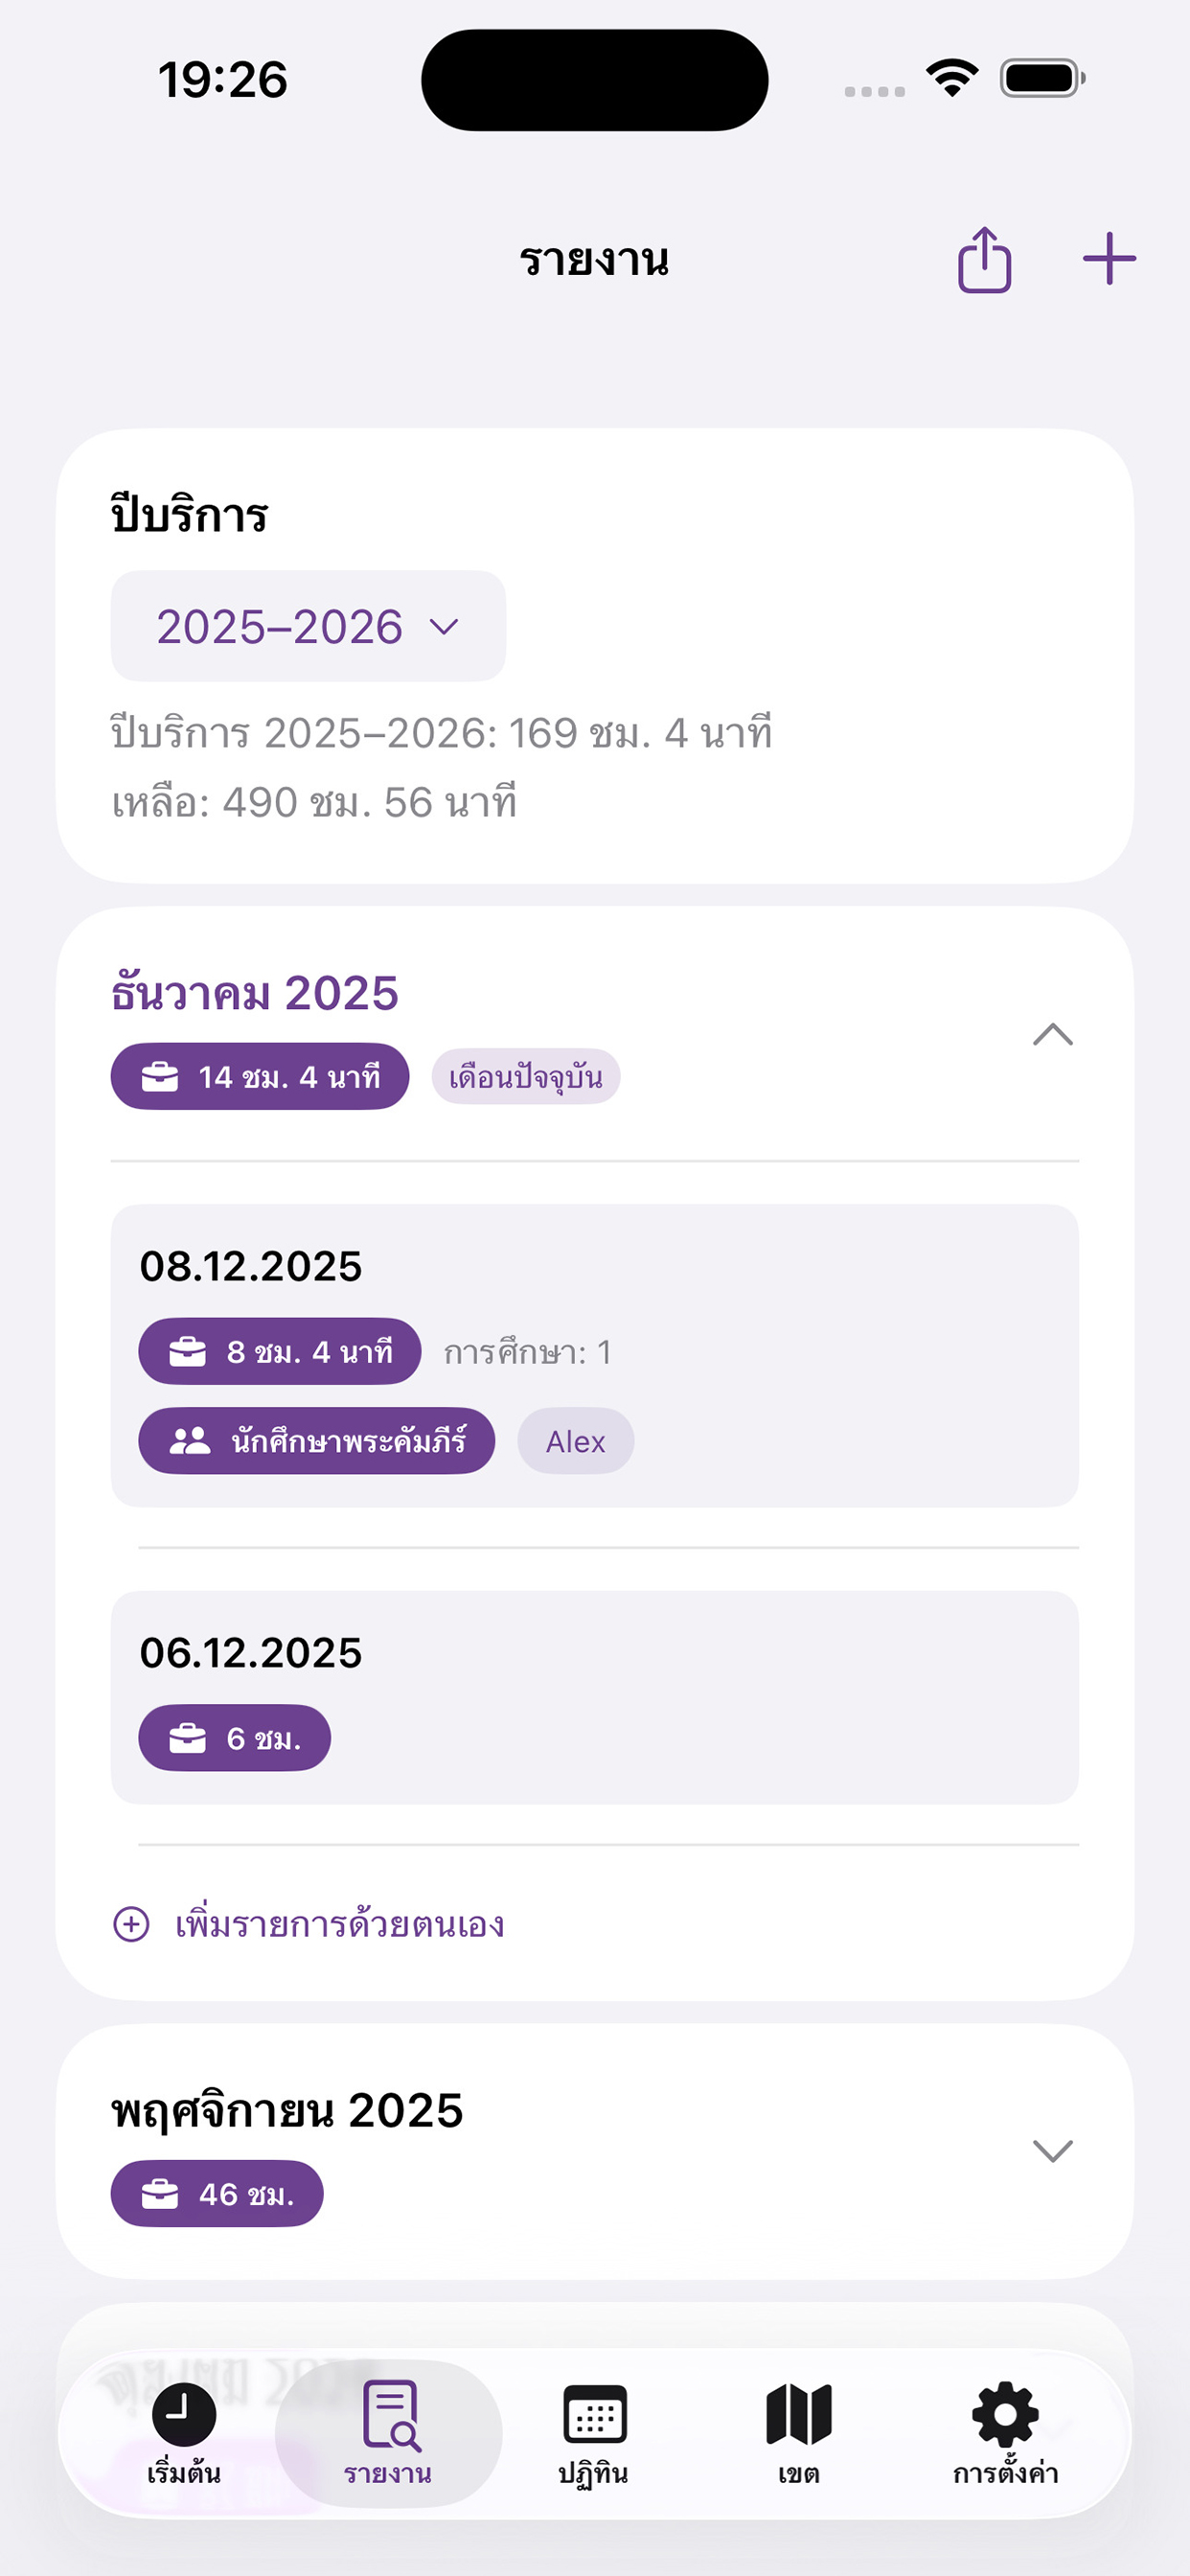 19:26
รายงาน
ปีบริการ
2025–2026
ปีบริการ 2025–2026: 169 ชม. 4 นาที
เหลือ: 490 ชม. 56 นาที
ธันวาคม 2025
14 ชม. 4 นาที เดือนปัจจุบัน
08.12.2025
8 ชม. 4 นาที การศึกษา: 1
นักศึกษาพระคัมภีร์ Alex
06.12.2025
6 ชม.
เพิ่มรายการด้วยตนเอง
พฤศจิกายน 2025
46 ชม.
เริ่มต้น รายงาน ปฏิทิน เขต การตั้งค่า